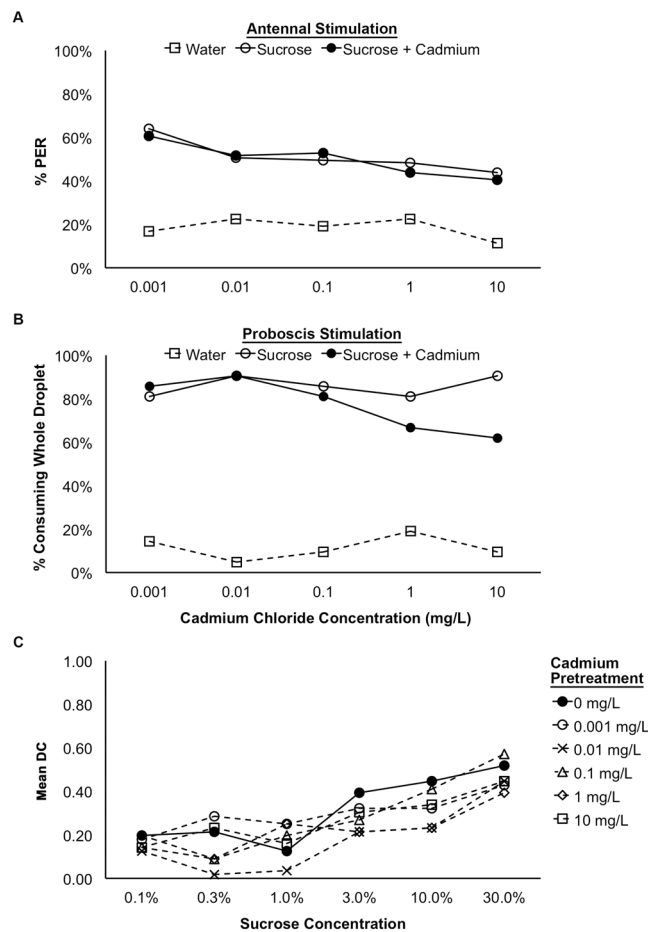 A
Antennal Stimulation
Water Sucrose Sucrose + Cadmium
100%
80%
60%
40%
20%
0%
% PER
0.001 0.01 0.1 1 10
B
Proboscis Stimulation
Water Sucrose Sucrose + Cadmium
100%
80%
60%
40%
20%
0%
% Consuming Whole Droplet
0.001 0.01 0.1 1 10
Cadmium Chloride Concentration (mg/L)
C
1.00
0.80
0.60
0.40
0.20
0.00
Mean DC
0.1% 0.3% 1.0% 3.0% 10.0% 30.0%
Sucrose Concentration
Cadmium
Pretreatment
0 mg/L
0.001 mg/L
0.01 mg/L
0.1 mg/L
1 mg/L
10 mg/L